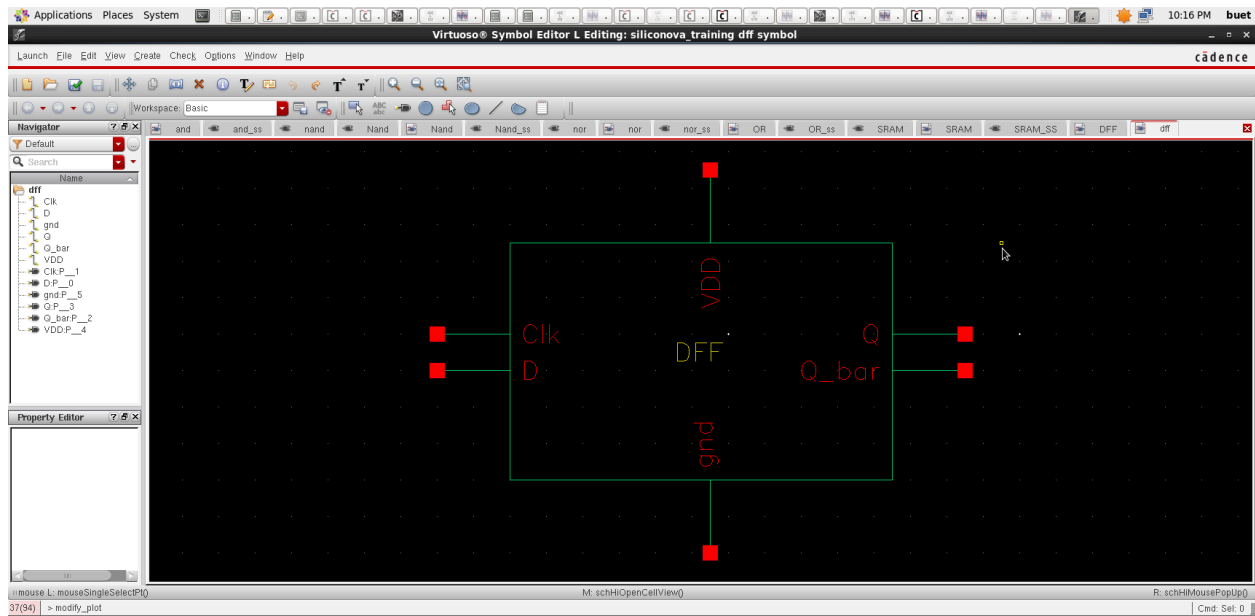 Applications Places System 10:16 PM buet
Virtuoso® Symbol Editor L Editing: siliconova_training dff symbol
Launch File Edit View Create Check Options Window Help
cādence
Workspace: Basic
Navigator
and and_ss nand Nand Nand Nand_ss nor nor nor_ss OR OR_ss SRAM SRAM SRAM_SS DFF dff
Default
Search
Name
dff
Clk
D
gnd
Q
Q_bar
VDD
Clk:P__1
D:P__0
gnd:P__5
Q:P__3
Q_bar:P__2
VDD:P__4
Property Editor
VDD
Clk
Q
DFF
D
Q_bar
gnd
mouse L: mouseSingleSelectPt() M: schHiOpenCellView() R: schHiMousePopUp()
37(94) > modify_plot Cmd: Sel: 0